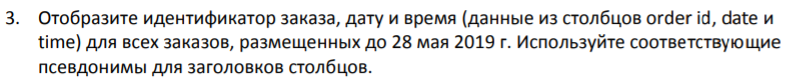 3. Отобразите идентификатор заказа, дату и время (данные из столбцов order id, date и
time) для всех заказов, размещенных до 28 мая 2019 г. Используйте соответствующие
псевдонимы для заголовков столбцов.